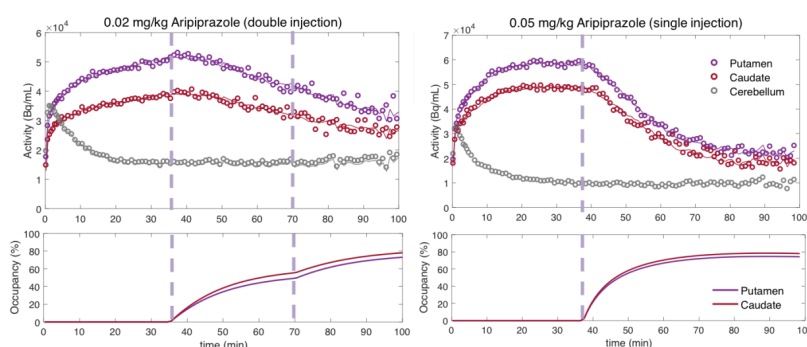 0.02 mg/kg Aripiprazole (double injection)
×10⁴
Activity (Bq/mL)
6
5
4
3
2
1
0
0 10 20 30 40 50 60 70 80 90 100
Occupancy (%)
100
80
60
40
20
0
0 10 20 30 40 50 60 70 80 90 100
time (min)
0.05 mg/kg Aripiprazole (single injection)
×10⁴
Activity (Bq/mL)
7
6
5
4
3
2
1
0
Putamen
Caudate
Cerebellum
0 10 20 30 40 50 60 70 80 90 100
Occupancy (%)
100
80
60
40
20
0
Putamen
Caudate
0 10 20 30 40 50 60 70 80 90 100
time (min)